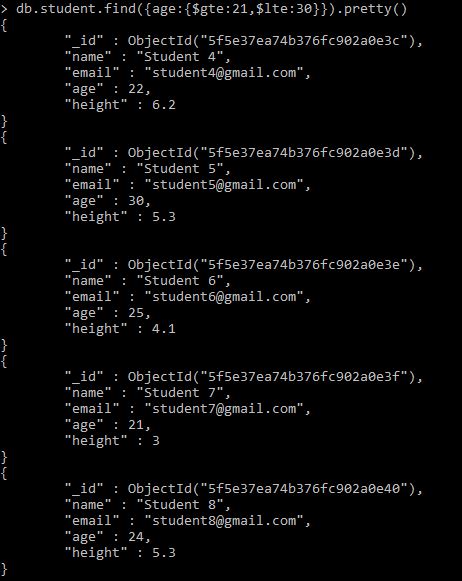 > db.student.find({age:{$gte:21,$lte:30}}).pretty()
{
        "_id" : ObjectId("5f5e37ea74b376fc902a0e3c"),
        "name" : "Student 4",
        "email" : "student4@gmail.com",
        "age" : 22,
        "height" : 6.2
}
{
        "_id" : ObjectId("5f5e37ea74b376fc902a0e3d"),
        "name" : "Student 5",
        "email" : "student5@gmail.com",
        "age" : 30,
        "height" : 5.3
}
{
        "_id" : ObjectId("5f5e37ea74b376fc902a0e3e"),
        "name" : "Student 6",
        "email" : "student6@gmail.com",
        "age" : 25,
        "height" : 4.1
}
{
        "_id" : ObjectId("5f5e37ea74b376fc902a0e3f"),
        "name" : "Student 7",
        "email" : "student7@gmail.com",
        "age" : 21,
        "height" : 3
}
{
        "_id" : ObjectId("5f5e37ea74b376fc902a0e40"),
        "name" : "Student 8",
        "email" : "student8@gmail.com",
        "age" : 24,
        "height" : 5.3
}